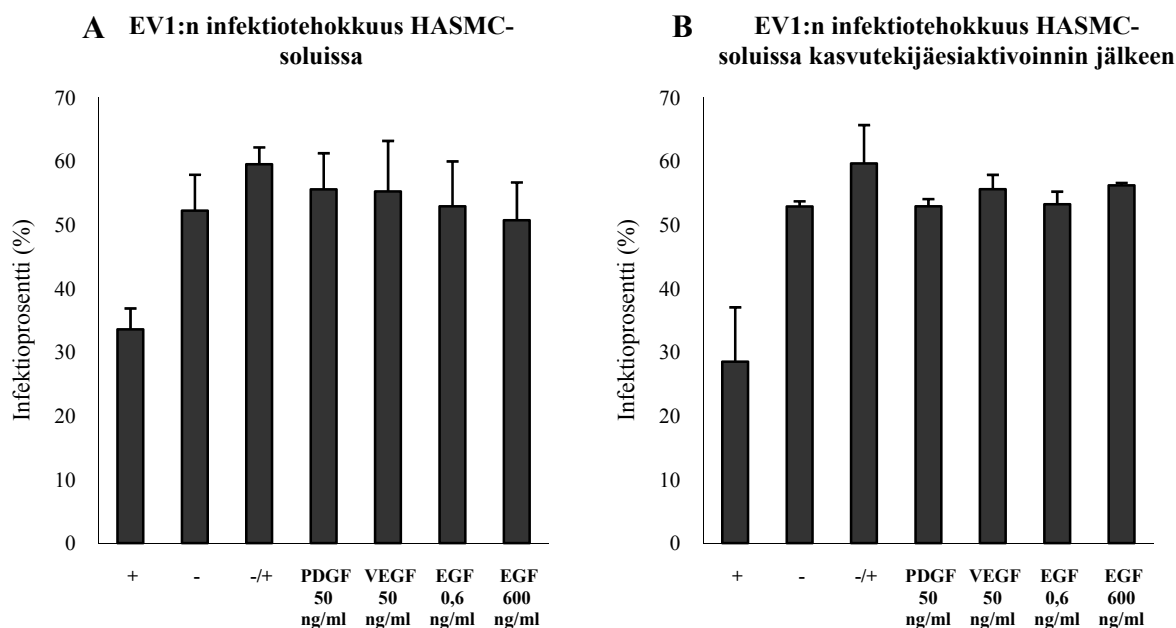 A EV1:n infektiotehokkuus HASMC-
soluissa
Infektioprosentti (%)
70
60
50
40
30
20
10
0
+ - -/+ PDGF VEGF EGF EGF
50 50 0,6 600
ng/ml ng/ml ng/ml ng/ml
B EV1:n infektiotehokkuus HASMC-
soluissa kasvutekijäesiaktivoinnin jälkeen
Infektioprosentti (%)
70
60
50
40
30
20
10
0
+ - -/+ PDGF VEGF EGF EGF
50 50 0,6 600
ng/ml ng/ml ng/ml ng/ml